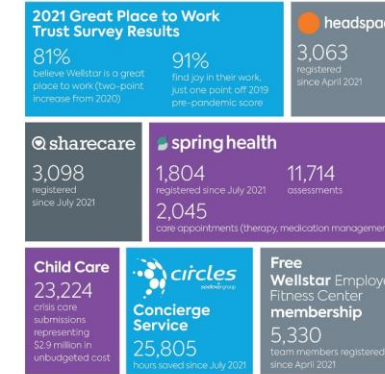 2021 Great Place to Work
Trust Survey Results
81%
believe Wellstar is a great
place to work (two-point
increase from 2020)
91%
find joy in their work,
just one point off 2019
pre-pandemic score
headspac
3,063
registered
since April 2021
sharecare
3,098
registered
since July 2021
spring health
1,804
registered since July 2021
11,714
assessments
2,045
care appointments (therapy, medication managemen
Child Care
23,224
crisis care
submissions
representing
$2.9 million in
unbudgeted cost
circles
Concierge
Service
25,805
hours saved since July 2021
Free
Wellstar Employe
Fitness Center
membership
5,330
team members registered
since April 2021